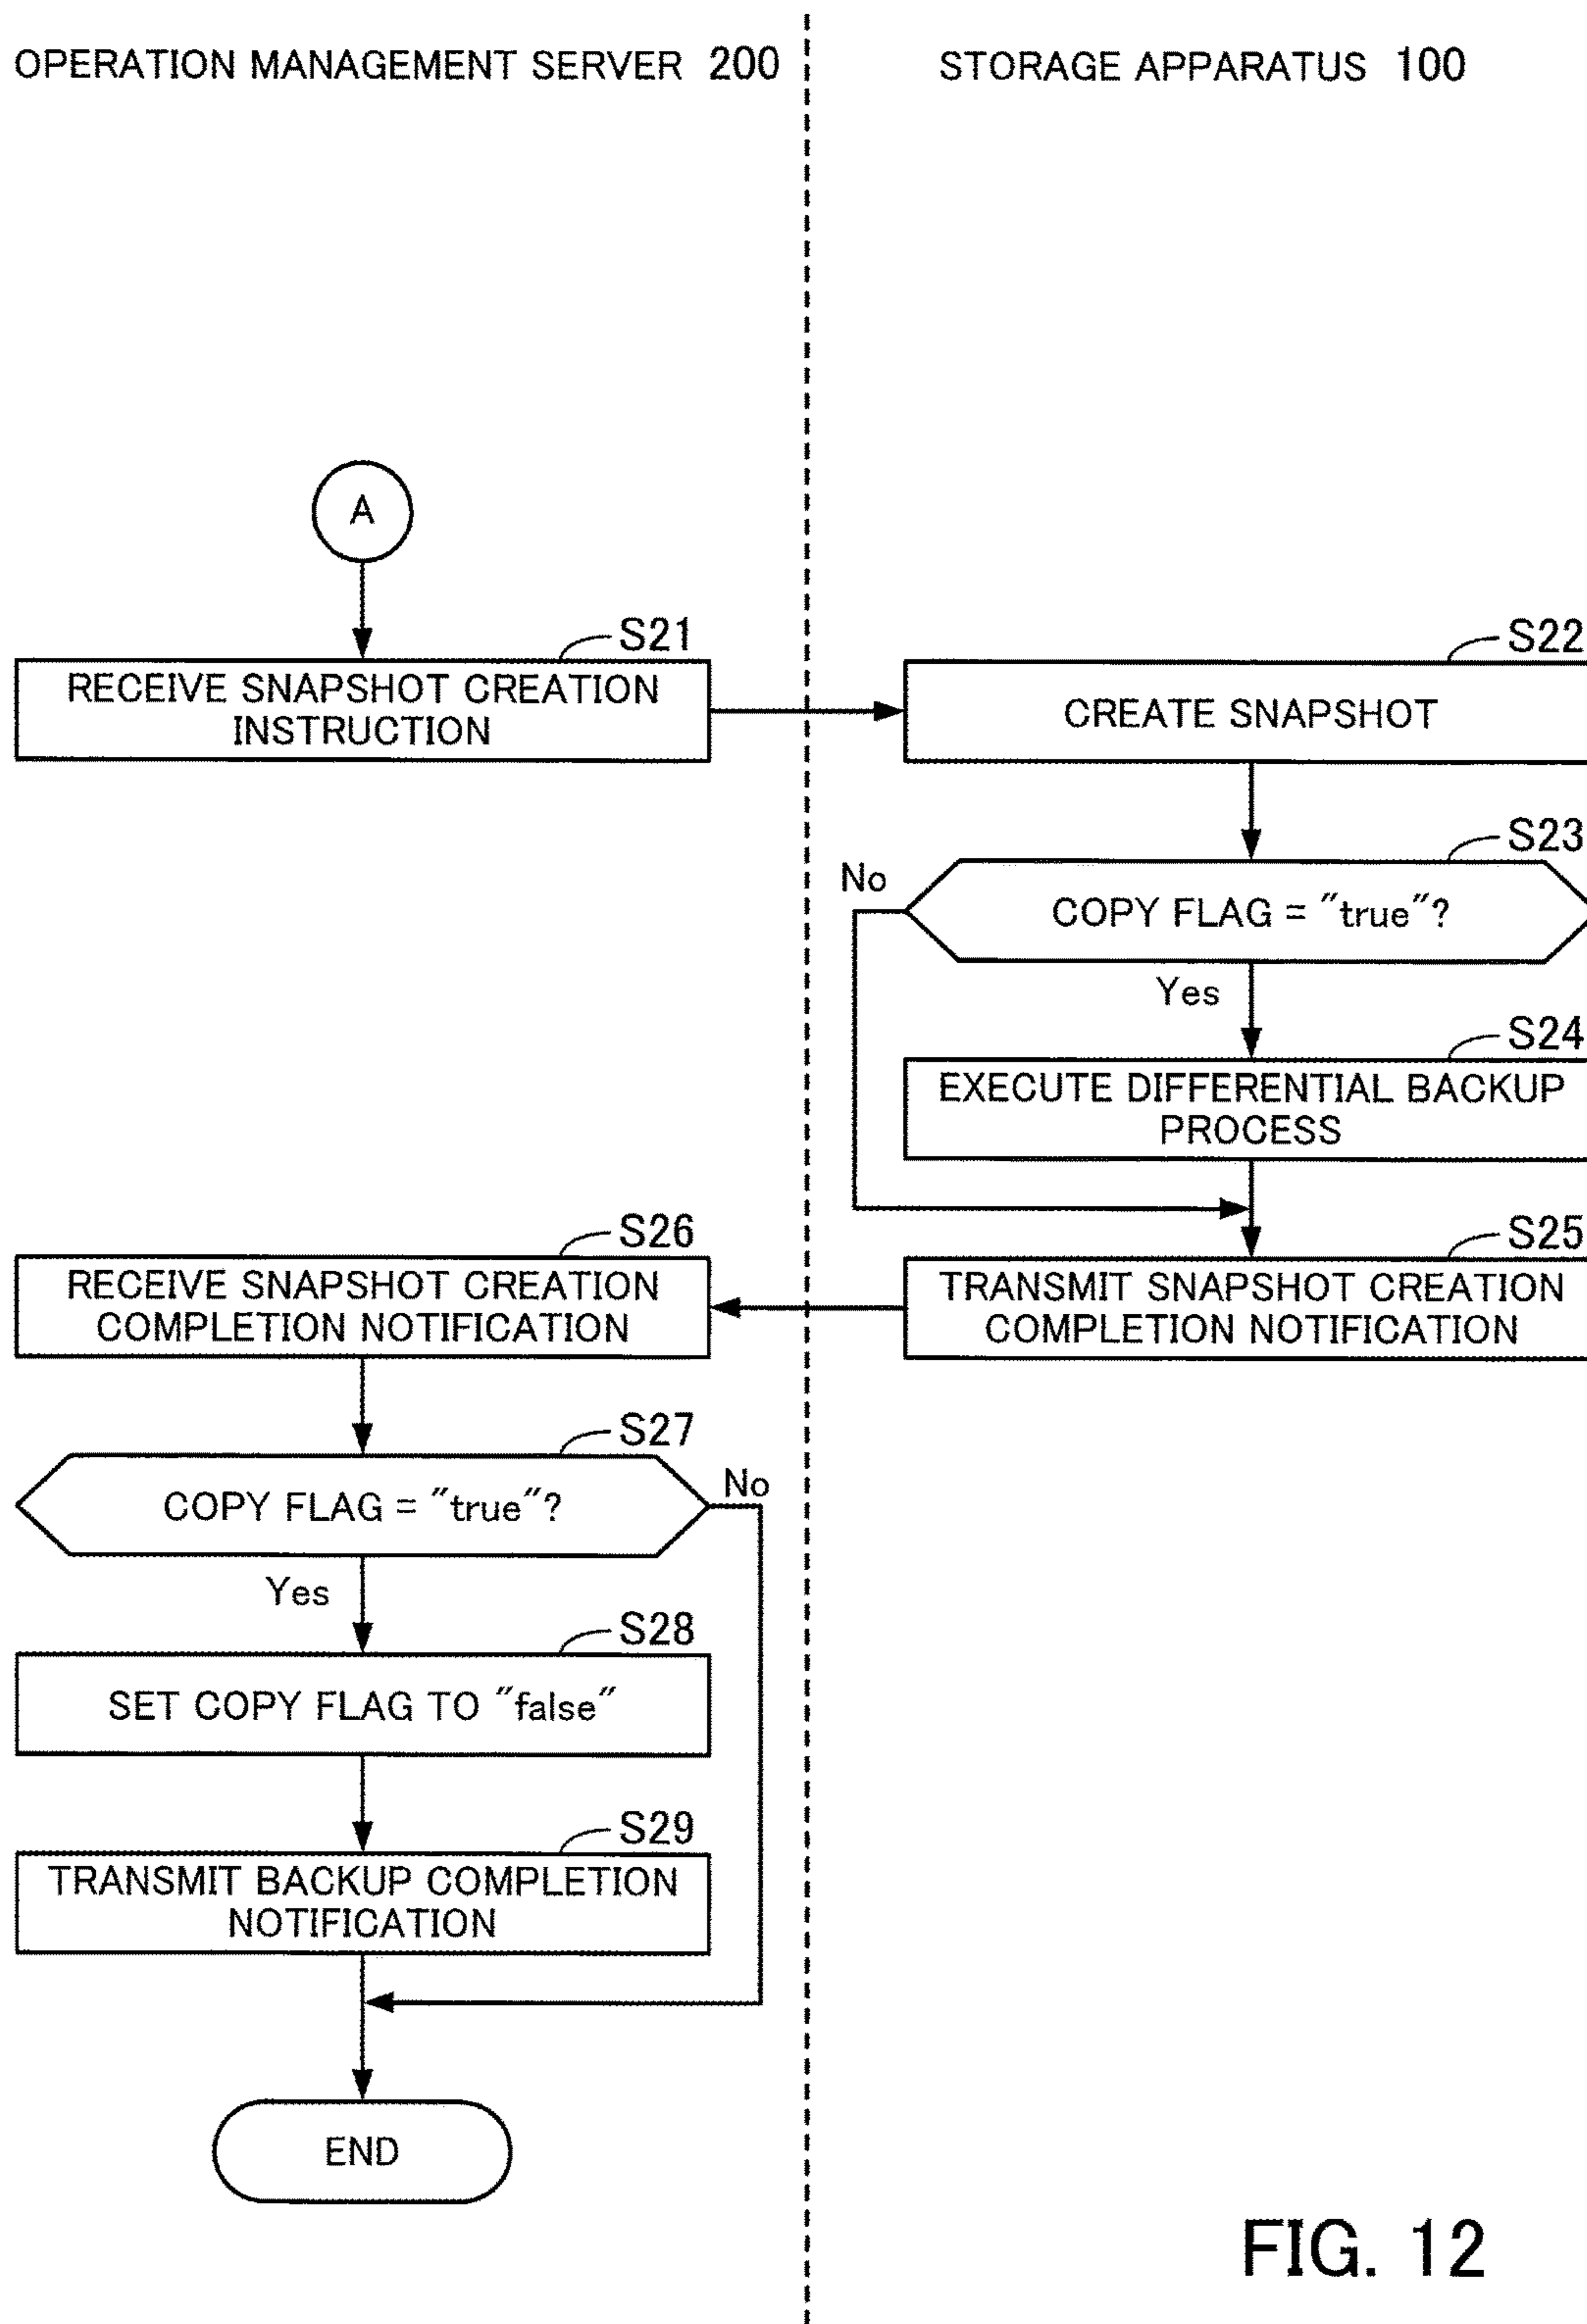 OPERATION MANAGEMENT SERVER 200
STORAGE APPARATUS 100
A
S21
RECEIVE SNAPSHOT CREATION
INSTRUCTION
S22
CREATE SNAPSHOT
S23
COPY FLAG = "true"?
No
Yes
S24
EXECUTE DIFFERENTIAL BACKUP
PROCESS
S25
TRANSMIT SNAPSHOT CREATION
COMPLETION NOTIFICATION
S26
RECEIVE SNAPSHOT CREATION
COMPLETION NOTIFICATION
S27
COPY FLAG = "true"?
No
Yes
S28
SET COPY FLAG TO "false"
S29
TRANSMIT BACKUP COMPLETION
NOTIFICATION
END
FIG. 12